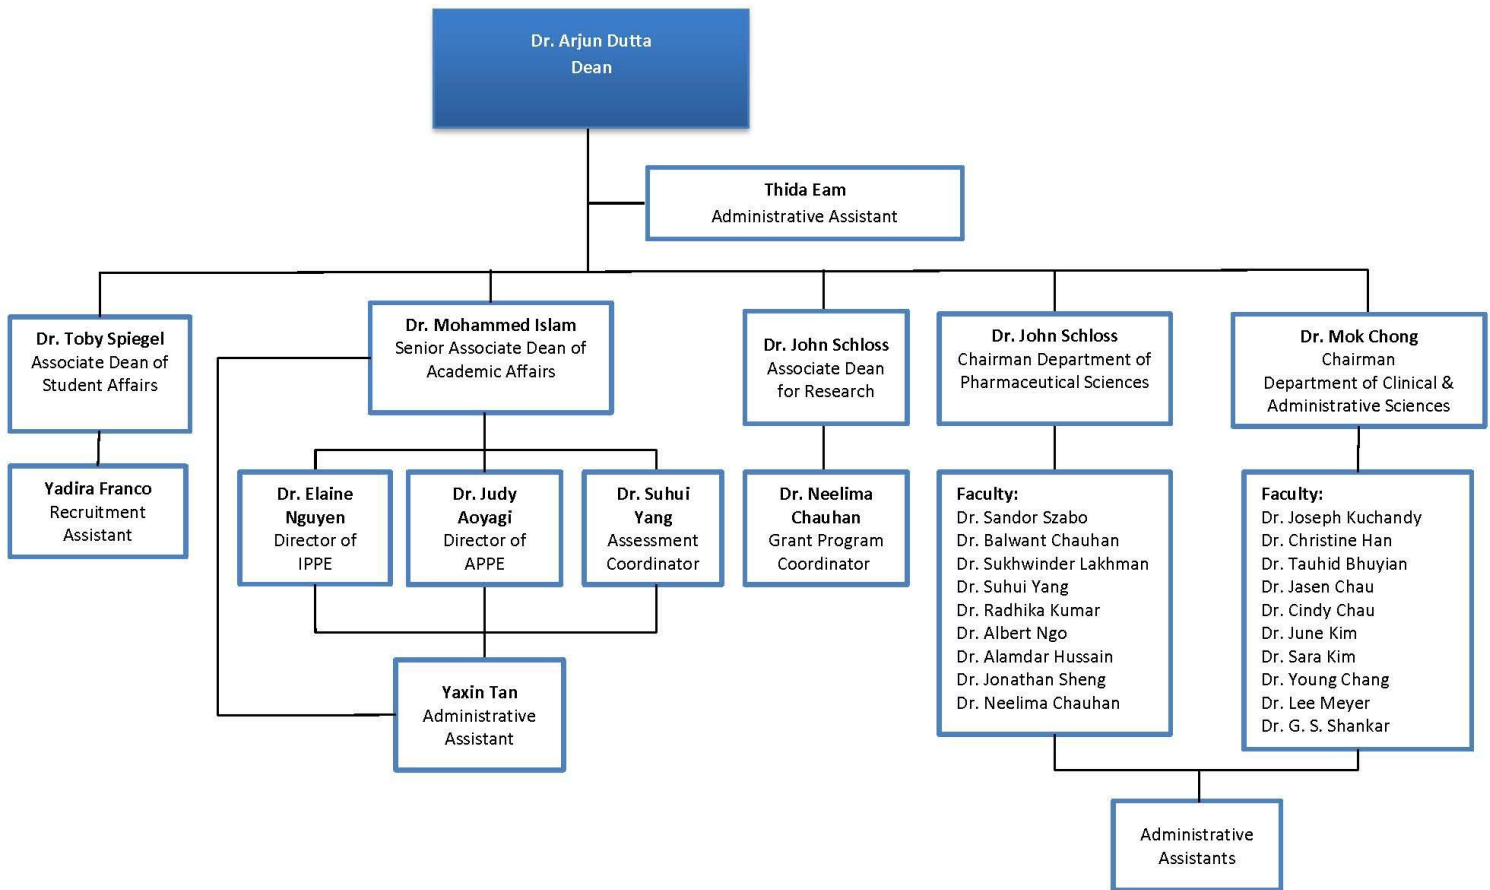 Dr. Arjun Dutta
Dean
Thida Eam
Administrative Assistant
Dr. Toby Spiegel
Associate Dean of
Student Affairs
Dr. Mohammed Islam
Senior Associate Dean of
Academic Affairs
Dr. John Schloss
Associate Dean
for Research
Dr. John Schloss
Chairman Department of
Pharmaceutical Sciences
Dr. Mok Chong
Chairman
Department of Clinical &
Administrative Sciences
Yadira Franco
Recruitment
Assistant
Dr. Elaine
Nguyen
Director of
IPPE
Dr. Judy
Aoyagi
Director of
APPE
Dr. Suhui
Yang
Assessment
Coordinator
Dr. Neelima
Chauhan
Grant Program
Coordinator
Faculty:
Dr. Sandor Szabo
Dr. Balwant Chauhan
Dr. Sukhwinder Lakhman
Dr. Suhui Yang
Dr. Radhika Kumar
Dr. Albert Ngo
Dr. Alamdar Hussain
Dr. Jonathan Sheng
Dr. Neelima Chauhan
Faculty:
Dr. Joseph Kuchandy
Dr. Christine Han
Dr. Tauhid Bhuyian
Dr. Jasen Chau
Dr. Cindy Chau
Dr. June Kim
Dr. Sara Kim
Dr. Young Chang
Dr. Lee Meyer
Dr. G. S. Shankar
Yaxin Tan
Administrative
Assistant
Administrative
Assistants